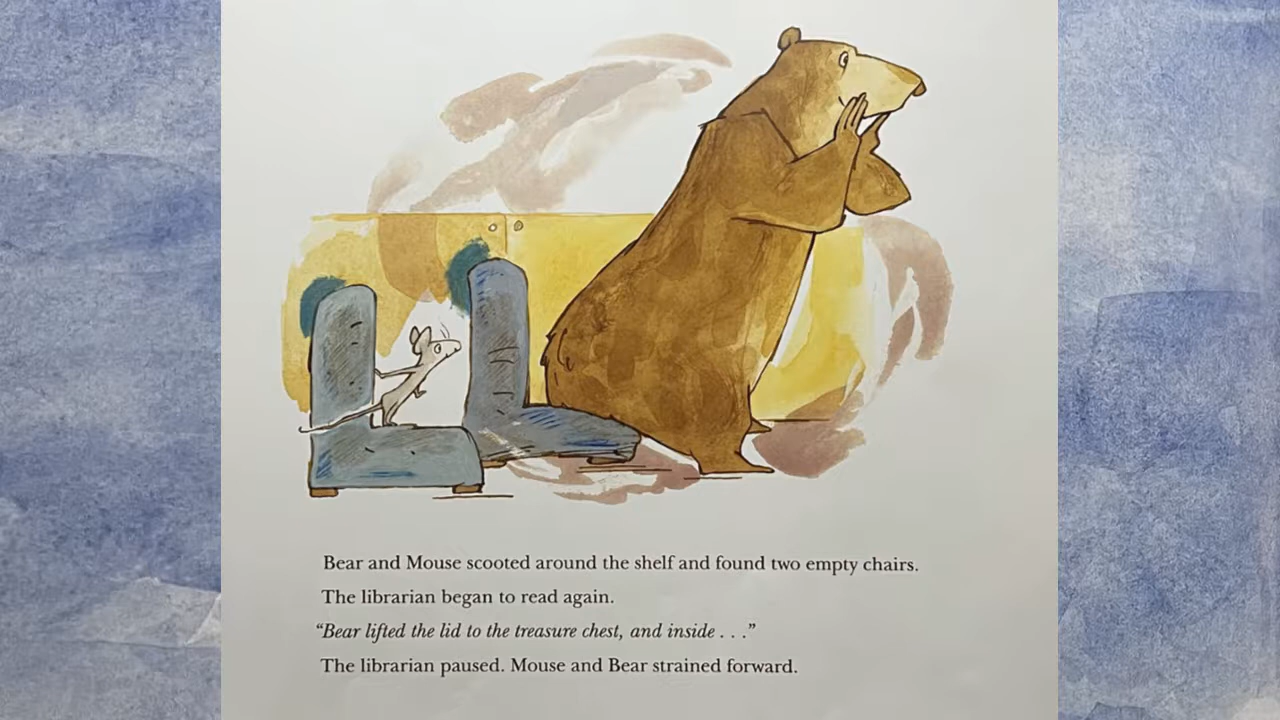 Bear and Mouse scooted around the shelf and found two empty chairs.
The librarian began to read again.
“Bear lifted the lid to the treasure chest, and inside . . .”
The librarian paused. Mouse and Bear strained forward.